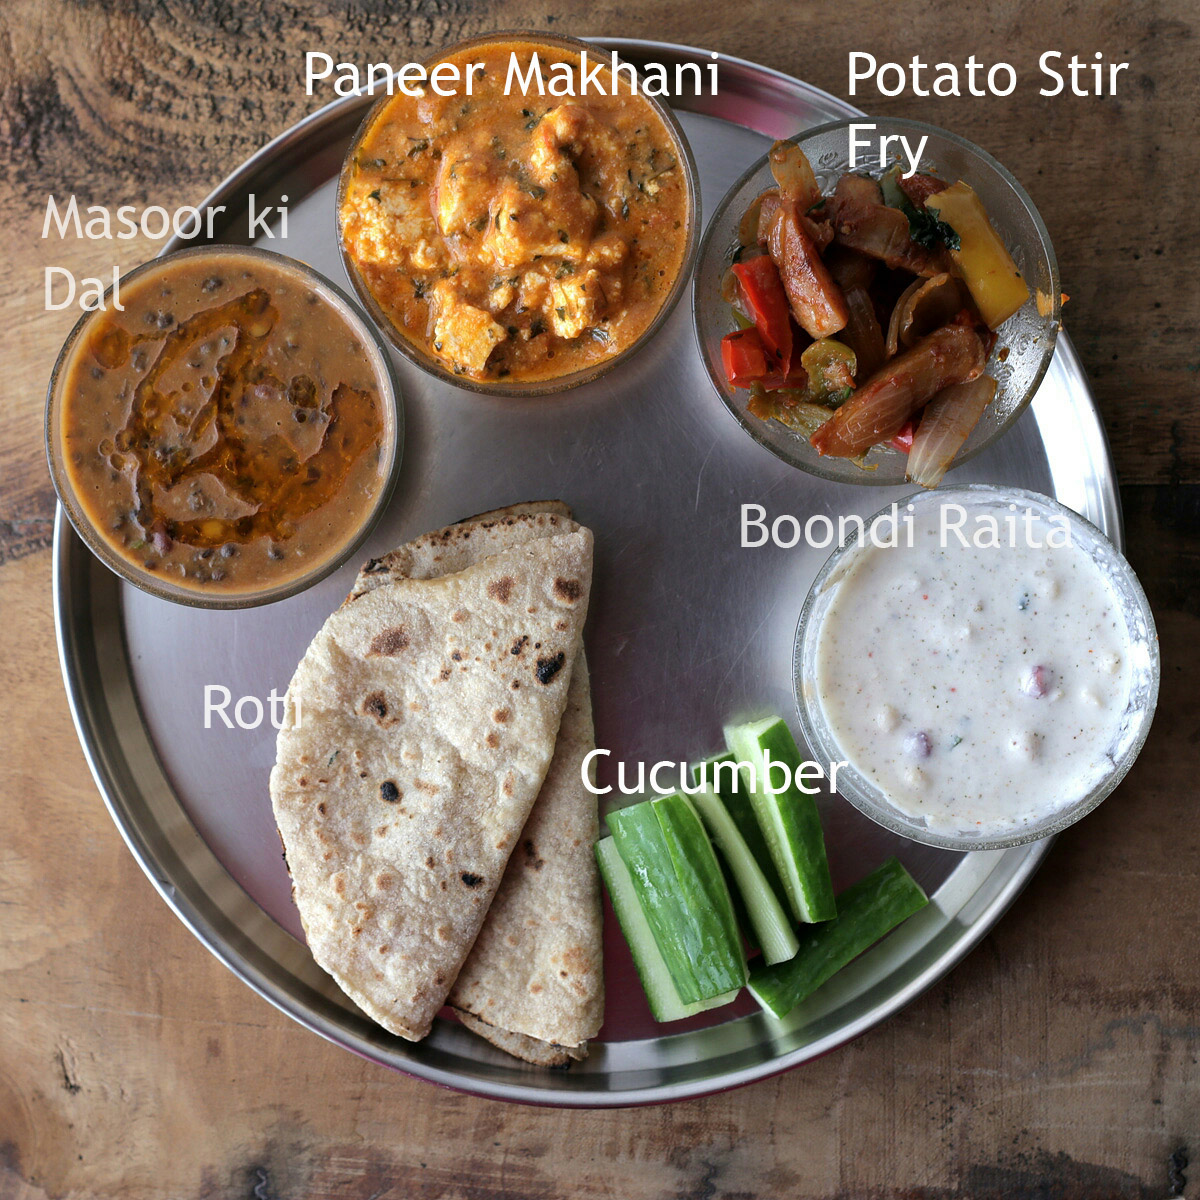 Paneer Makhani
Potato Stir
Fry
Masoor ki
Dal
Boondi Raita
Roti
Cucumber